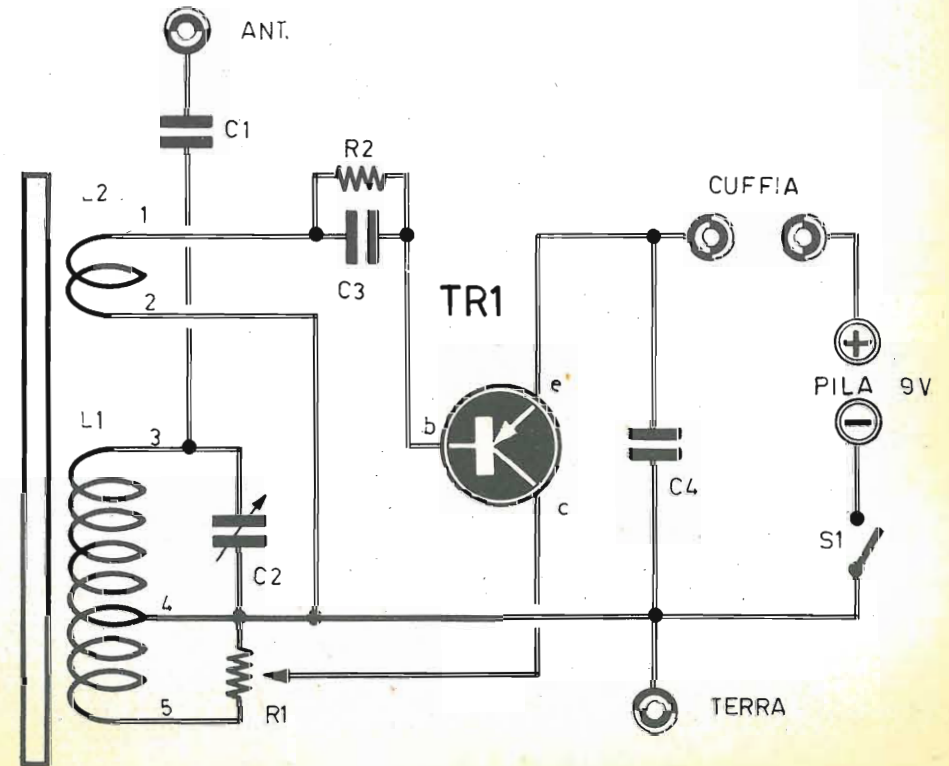 ANT.
C1
R2
CUFFIA
L2
1
C3
2
TR1
e
+
PILA 9V
−
L1
3
b
C4
c
S1
C2
4
5
R1
TERRA